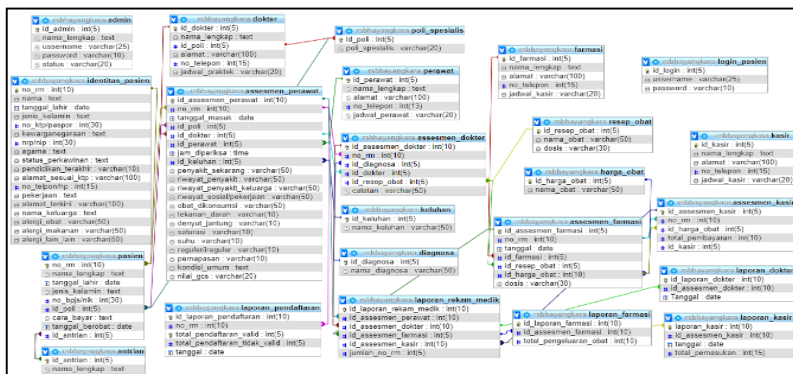 rsbhayangkara admin
id_admin : int(5)
nama_lengkap : text
ussername : varchar(25)
password : varchar(10)
status : varchar(20)
rsbhayangkara identitas_pasien
no_rm : int(10)
nama : text
tanggal_lahir : date
jenis_kelamin : text
no_ktp/paspor : int(30)
kewarganegaraan : text
nrp/nip : int(30)
agama : text
status_perkawinan : text
pendidikan_terakhir : varchar(10)
alamat_sesuai_ktp : varchar(100)
no_telpon/hp : int(15)
pekerjaan : text
alamat_terkini : varchar(100)
nama_keluarga : text
alergi_obat : varchar(50)
alergi_makanan : varchar(50)
alergi_lain_lain : varchar(60)
rsbhayangkara pasien
no_rm : int(10)
nama_lengkap : text
tanggal_lahir : date
jenis_kelamin : text
no_bpjs/nik : int(30)
id_poli : int(5)
cara_bayar : text
tanggal_berobat : date
id_antrian : int(5)
rsbhayangkara antrian
id_antrian : int(5)
nama_lengkap : text
rsbhayangkara dokter
id_dokter : int(5)
nama_lengkap : text
id_poli : int(5)
alamat : varchar(100)
no_telepon : int(15)
jadwal_praktek : varchar(20)
rsbhayangkara assesmen_perawat
id_assesmen_perawat : int(10)
no_rm : int(10)
tanggal_masuk : date
id_poli : int(5)
id_dokter : int(5)
id_perawat : int(5)
jam_diperiksa : time
id_keluhan : int(5)
penyakit_sekarang : varchar(50)
riwayat_penyakit : varchar(50)
riwayat_penyakit_keluarga : varchar(50)
riwayat_sosial/pekerjaan : varchar(50)
obat_dikonsumsi : varchar(50)
tekanan_darah : varchar(10)
denyut_jantung : varchar(50)
saturasi : varchar(10)
suhu : varchar(10)
reguler/ireguler : varchar(10)
pernapasan : varchar(10)
kondisi_umum : text
nilai_gcs : varchar(20)
rsbhayangkara laporan_pendaftaran
id_laporan_pendaftaran : int(10)
no_rm : int(10)
total_pendaftaran_valid : int(5)
total_pendaftaran_tidak_valid : int(5)
tanggal : date
rsbhayangkara poli_spesialis
id_poli : int(5)
poli_spesialis : varchar(20)
rsbhayangkara perawat
id_perawat : int(5)
nama_lengkap : text
alamat : varchar(100)
no_telepon : int(13)
jadwal_praktek : varchar(20)
rsbhayangkara assesmen_dokter
id_assesmen_dokter : int(10)
no_rm : int(10)
id_diagnosa : int(5)
id_dokter : int(5)
id_resep_obat : int(5)
catatan : varchar(50)
rsbhayangkara keluhan
id_keluhan : int(5)
nama_keluhan : varchar(60)
rsbhayangkara diagnosa
id_diagnosa : int(5)
nama_diagnosa : varchar(50)
rsbhayangkara laporan_rekam_medik
id_laporan_rekam_medik : int(10)
id_assesmen_perawat : int(10)
id_assesmen_dokter : int(10)
id_assesmen_farmasi : int(5)
id_assesmen_kasir : int(10)
jumlah_no_rm : int(5)
rsbhayangkara farmasi
id_farmasi : int(5)
nama_lengkap : text
alamat : varchar(100)
no_telepon : int(15)
jadwal_kasir : varchar(20)
rsbhayangkara resep_obat
id_resep_obat : int(5)
nama_obat : varchar(50)
dosis : varchar(30)
rsbhayangkara harga_obat
id_harga_obat : int(5)
nama_obat : varchar(20)
rsbhayangkara assesmen_farmasi
id_assesmen_farmasi : int(5)
no_rm : int(10)
tanggal : date
id_farmasi : int(5)
id_resep_obat : int(5)
id_harga_obat : int(10)
dosis : varchar(30)
rsbhayangkara laporan_farmasi
id_laporan_farmasi : int(10)
id_assesmen_farmasi : int(5)
total_pengeluaran_obat : int(10)
rsbhayangkara login_pasien
id_login : int(5)
ussername : varchar(25)
password : varchar(10)
rsbhayangkara kasir
id_kasir : int(5)
nama_lengkap : text
alamat : varchar(100)
no_telepon : int(15)
jadwal_kasir : varchar(20)
rsbhayangkara assesmen_kasir
id_assesmen_kasir : int(10)
no_rm : int(10)
id_harga_obat : int(5)
total_pembayaran : int(10)
id_kasir : int(5)
rsbhayangkara laporan_dokter
id_laporan_dokter : int(5)
id_assesmen_dokter : int(10)
Tanggal : date
rsbhayangkara laporan_kasir
laporan_kasir : int(10)
id_assesmen_kasir : int(10)
tanggal : date
total_pemasukan : int(15)